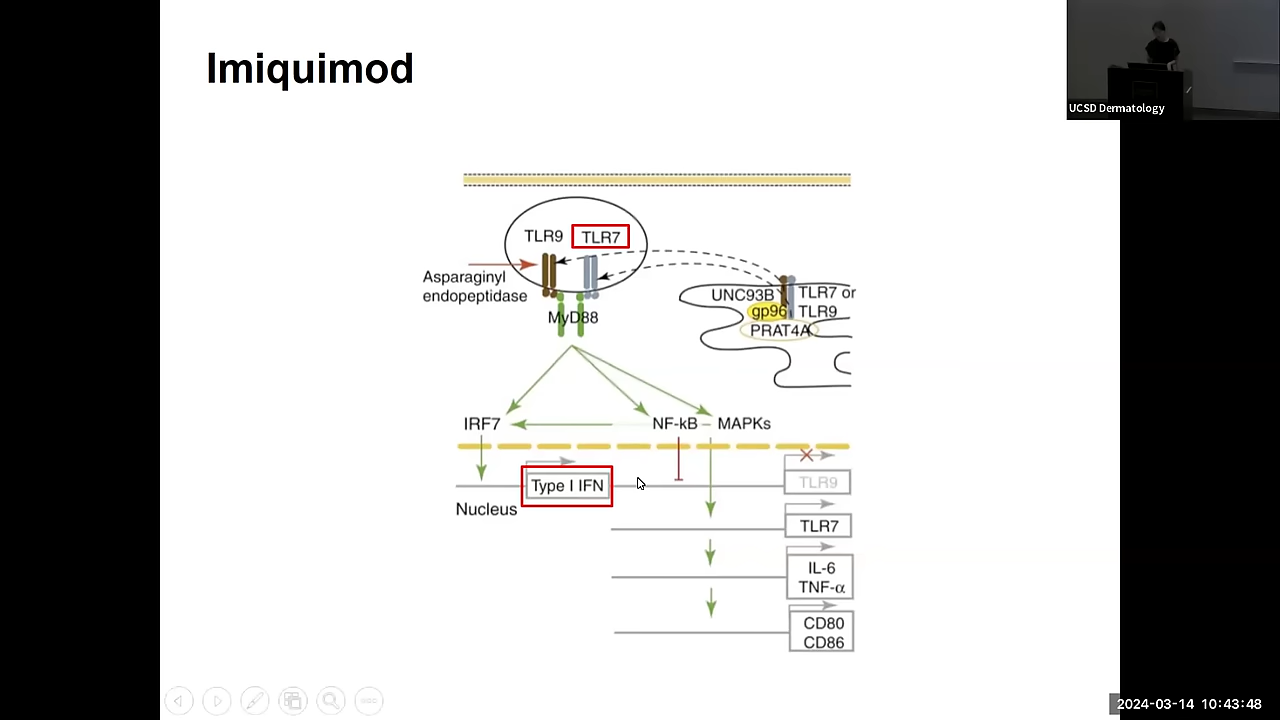 Imiquimod
UCSD Dermatology
TLR9 TLR7
Asparaginyl
endopeptidase
MyD88
UNC93B TLR7 or
gp96 TLR9
PRAT4A
IRF7 NF-kB MAPKs
Type I IFN
TLR9
Nucleus
TLR7
IL-6
TNF-α
CD80
CD86
2024-03-14 10:43:48